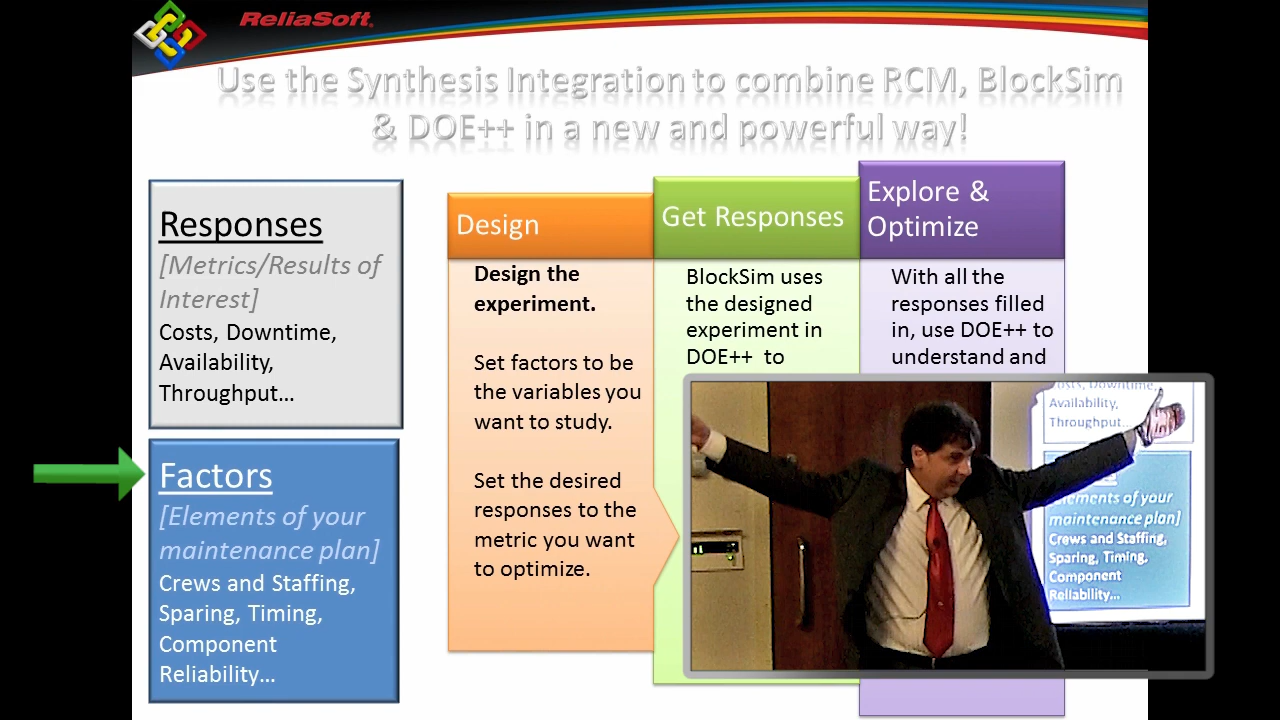 ReliaSoft.
Use the Synthesis Integration to combine RCM, BlockSim
& DOE++ in a new and powerful way!
Responses
[Metrics/Results of
Interest]
Costs, Downtime,
Availability,
Throughput...
Factors
[Elements of your
maintenance plan]
Crews and Staffing,
Sparing, Timing,
Component
Reliability...
Design
Design the
experiment.
Set factors to be
the variables you
want to study.
Set the desired
responses to the
metric you want
to optimize.
Get Responses
BlockSim uses
the designed
experiment in
DOE++ to
Explore &
Optimize
With all the
responses filled
in, use DOE++ to
understand and
Costs, Downtime,
Availability,
Throughput...
Elements of your
maintenance plan]
Crews and Staffing,
Sparing, Timing,
Component
Reliability...